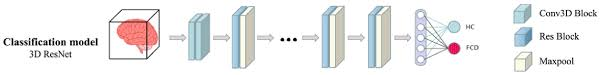 Classification model
3D ResNet
HC
FCD
Conv3D Block
Res Block
Maxpool